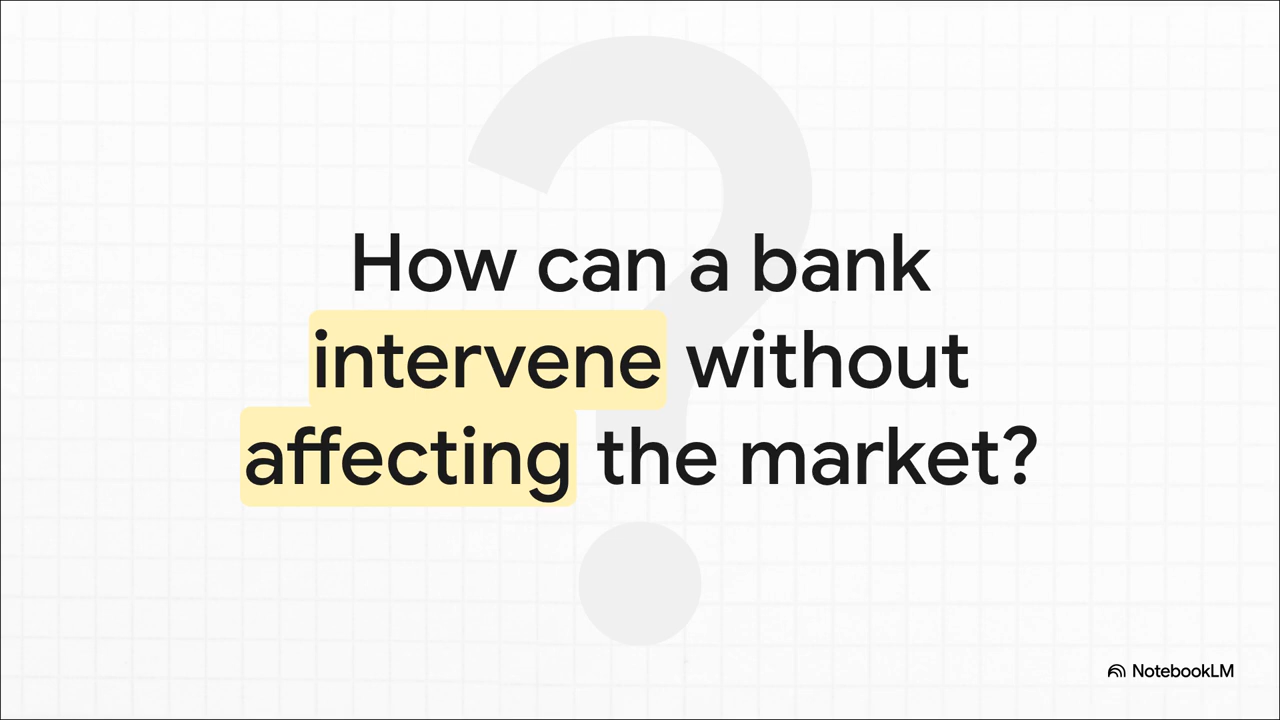 How can a bank
intervene without
affecting the market?
NotebookLM